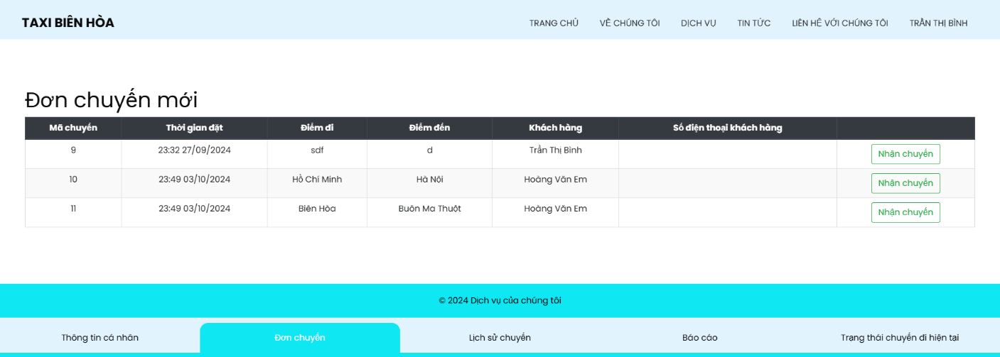 TAXI BIÊN HÒA TRANG CHỦ VỀ CHÚNG TÔI DỊCH VỤ TIN TỨC LIÊN HỆ VỚI CHÚNG TÔI TRẦN THỊ BÌNH
Đơn chuyến mới
Mã chuyến Thời gian đặt Điểm đi Điểm đến Khách hàng Số điện thoại khách hàng
9 23:32 27/09/2024 sdf d Trần Thị Bình Nhận chuyến
10 23:49 03/10/2024 Hồ Chí Minh Hà Nội Hoàng Văn Em Nhận chuyến
11 23:49 03/10/2024 Biên Hòa Buôn Ma Thuột Hoàng Văn Em Nhận chuyến
© 2024 Dịch vụ của chúng tôi
Thông tin cá nhân Đơn chuyến Lịch sử chuyến Báo cáo Trạng thái chuyến đi hiện tại